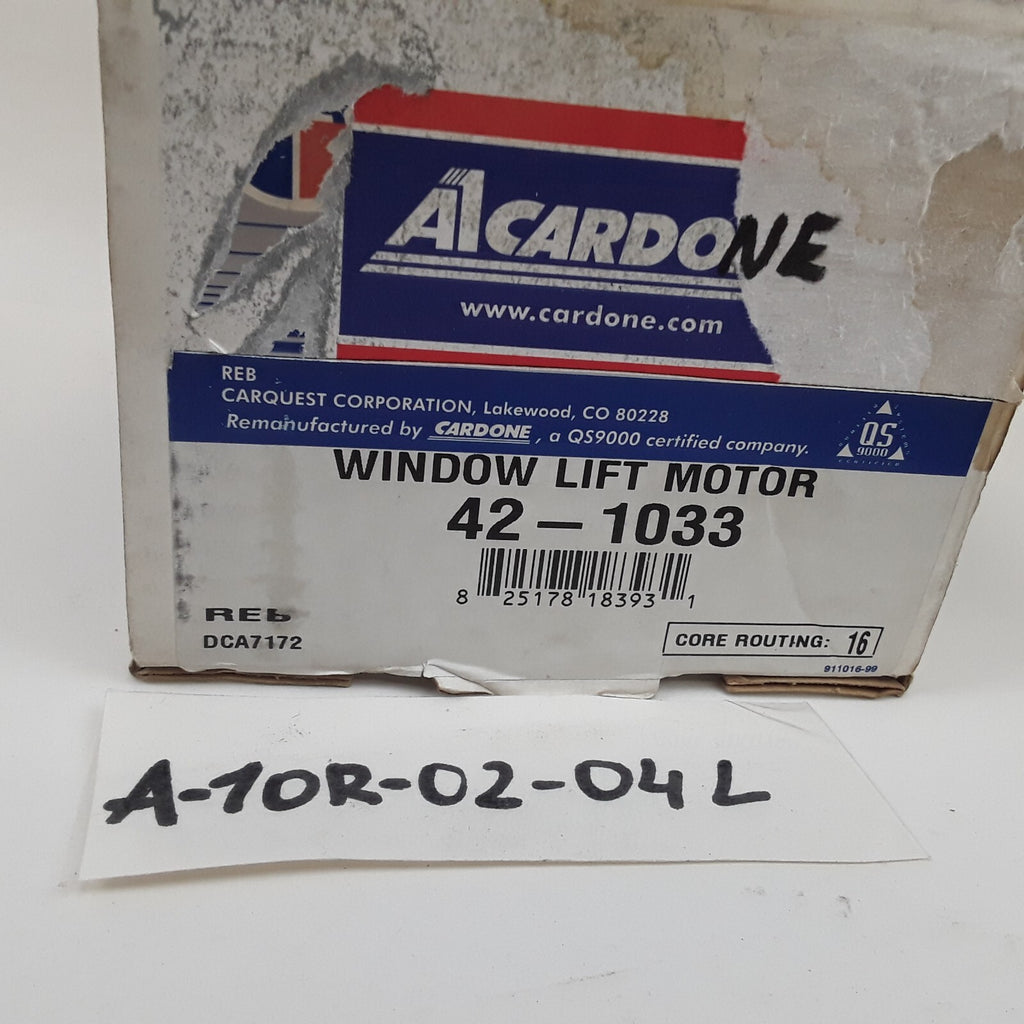 A1CARDONE
www.cardone.com
REB
CARQUEST CORPORATION, Lakewood, CO 80228
Remanufactured by CARDONE, a QS9000 certified company.
QS
9000
WINDOW LIFT MOTOR
42-1033
8 25178 18393 1
REB
DCA7172
CORE ROUTING: 16
911016-99
A-10R-02-04L